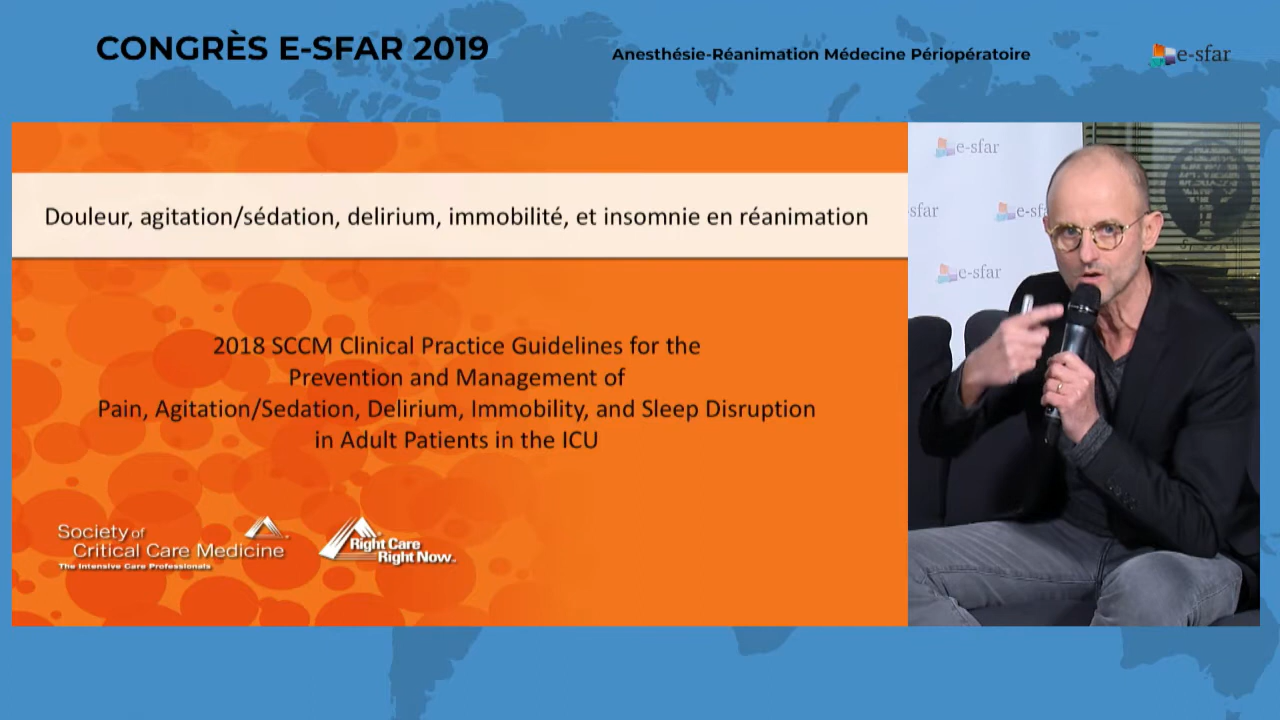 CONGRÈS E-SFAR 2019
Anesthésie-Réanimation Médecine Périopératoire
e-sfar
Douleur, agitation/sédation, delirium, immobilité, et insomnie en réanimation
2018 SCCM Clinical Practice Guidelines for the
Prevention and Management of
Pain, Agitation/Sedation, Delirium, Immobility, and Sleep Disruption
in Adult Patients in the ICU
Society of
Critical Care Medicine
The Intensive Care Professionals
Right Care
Right Now
e-sfar
sfar
e-sfa
e-sfar